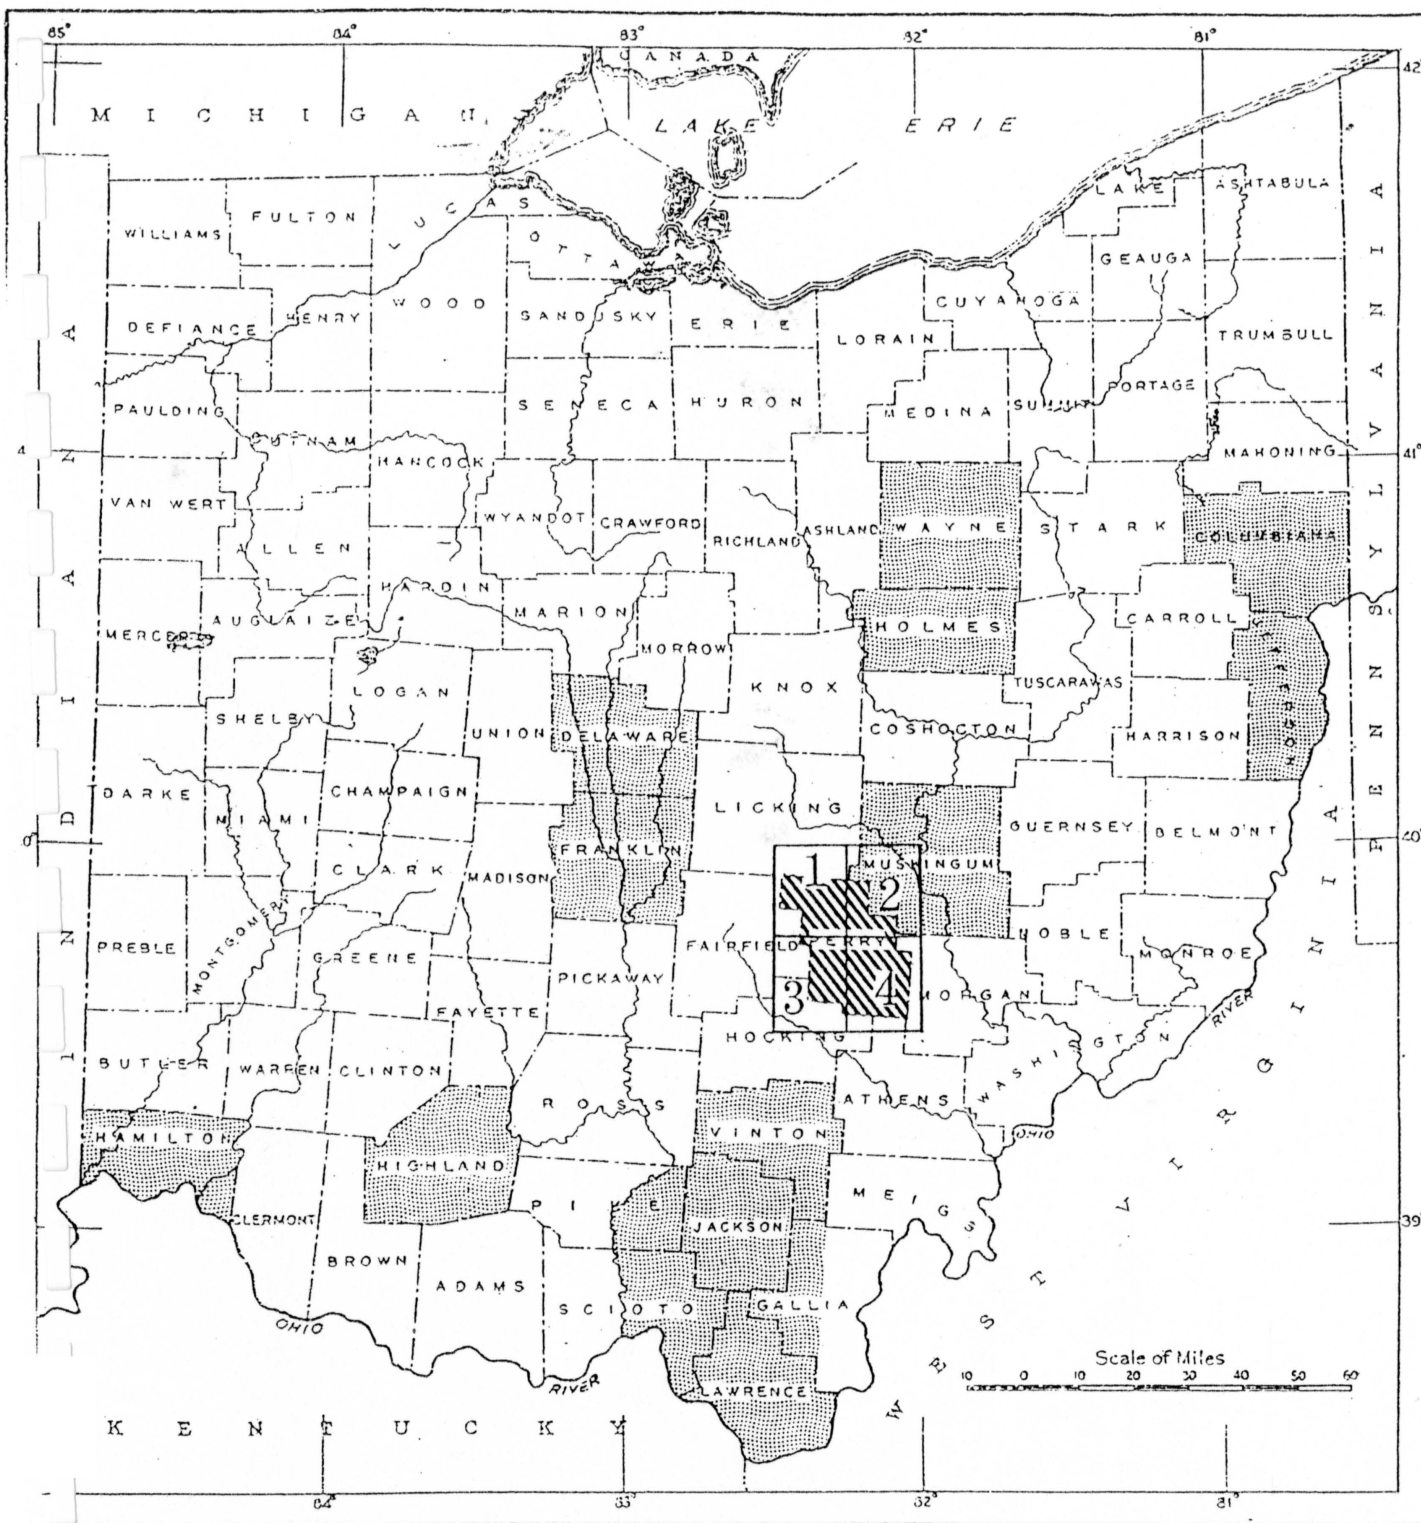 85° 84° 83° 82° 81°
CANADA
42°
MICHIGAN
LAKE ERIE
LAKE
ASHTABULA
WILLIAMS
FULTON
LUCAS
OTTAWA
GEAUGA
DEFIANCE
HENRY
WOOD
SANDUSKY
ERIE
LORAIN
CUYAHOGA
TRUMBULL
PAULDING
PUTNAM
HANCOCK
SENECA
HURON
MEDINA
SUMMIT
PORTAGE
MAHONING
41°
VAN WERT
ALLEN
WYANDOT
CRAWFORD
RICHLAND
ASHLAND
WAYNE
STARK
COLUMBIANA
MERCER
AUGLAIZE
HARDIN
MARION
MORROW
HOLMES
CARROLL
JEFFERSON
SHELBY
LOGAN
UNION
DELAWARE
KNOX
COSHOCTON
TUSCARAWAS
HARRISON
DARKE
MIAMI
CHAMPAIGN
CLARK
MADISON
FRANKLIN
LICKING
MUSKINGUM
GUERNSEY
BELMONT
40°
0°
1
2
PREBLE
MONTGOMERY
GREENE
FAYETTE
PICKAWAY
FAIRFIELD
PERRY
3
4
MORGAN
NOBLE
MONROE
RIVER
BUTLER
WARREN
CLINTON
ROSS
HOCKING
ATHENS
WASHINGTON
OHIO
HAMILTON
HIGHLAND
VINTON
MEIGS
CLERMONT
BROWN
ADAMS
PIKE
JACKSON
39°
SCIOTO
GALLIA
LAWRENCE
OHIO
RIVER
INDIANA
PENNSYLVANIA
WEST VIRGINIA
KENTUCKY
Scale of Miles
10 0 10 20 30 40 50 60
84° 83° 82° 81°